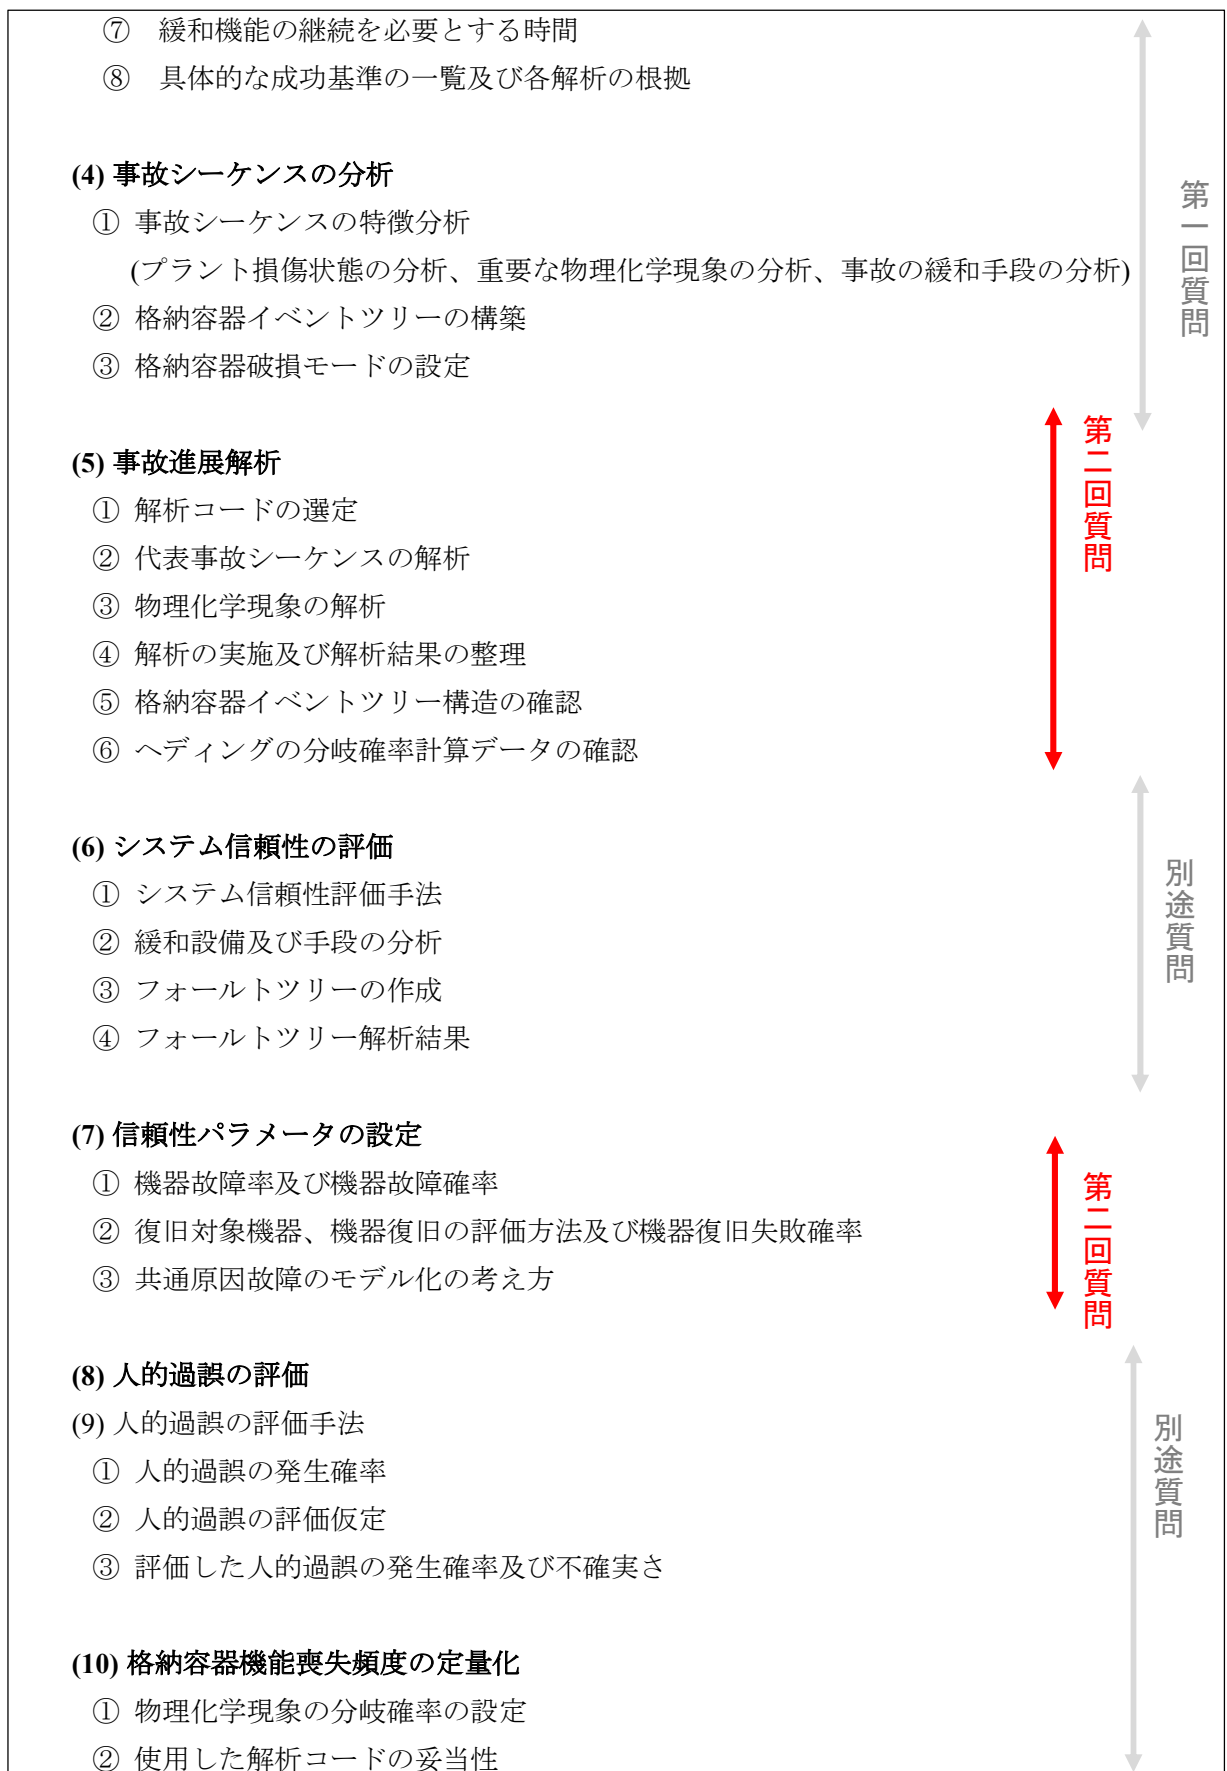 ⑦ 緩和機能の継続を必要とする時間
⑧ 具体的な成功基準の一覧及び各解析の根拠
(4) 事故シーケンスの分析
① 事故シーケンスの特徴分析
(プラント損傷状態の分析、重要な物理化学現象の分析、事故の緩和手段の分析)
② 格納容器イベントツリーの構築
③ 格納容器破損モードの設定
第一回質問
(5) 事故進展解析
① 解析コードの選定
② 代表事故シーケンスの解析
③ 物理化学現象の解析
④ 解析の実施及び解析結果の整理
⑤ 格納容器イベントツリー構造の確認
⑥ ヘディングの分岐確率計算データの確認
第二回質問
(6) システム信頼性の評価
① システム信頼性評価手法
② 緩和設備及び手段の分析
③ フォールトツリーの作成
④ フォールトツリー解析結果
別途質問
(7) 信頼性パラメータの設定
① 機器故障率及び機器故障確率
② 復旧対象機器、機器復旧の評価方法及び機器復旧失敗確率
③ 共通原因故障のモデル化の考え方
第二回質問
(8) 人的過誤の評価
(9) 人的過誤の評価手法
① 人的過誤の発生確率
② 人的過誤の評価仮定
③ 評価した人的過誤の発生確率及び不確実さ
別途質問
(10) 格納容器機能喪失頻度の定量化
① 物理化学現象の分岐確率の設定
② 使用した解析コードの妥当性